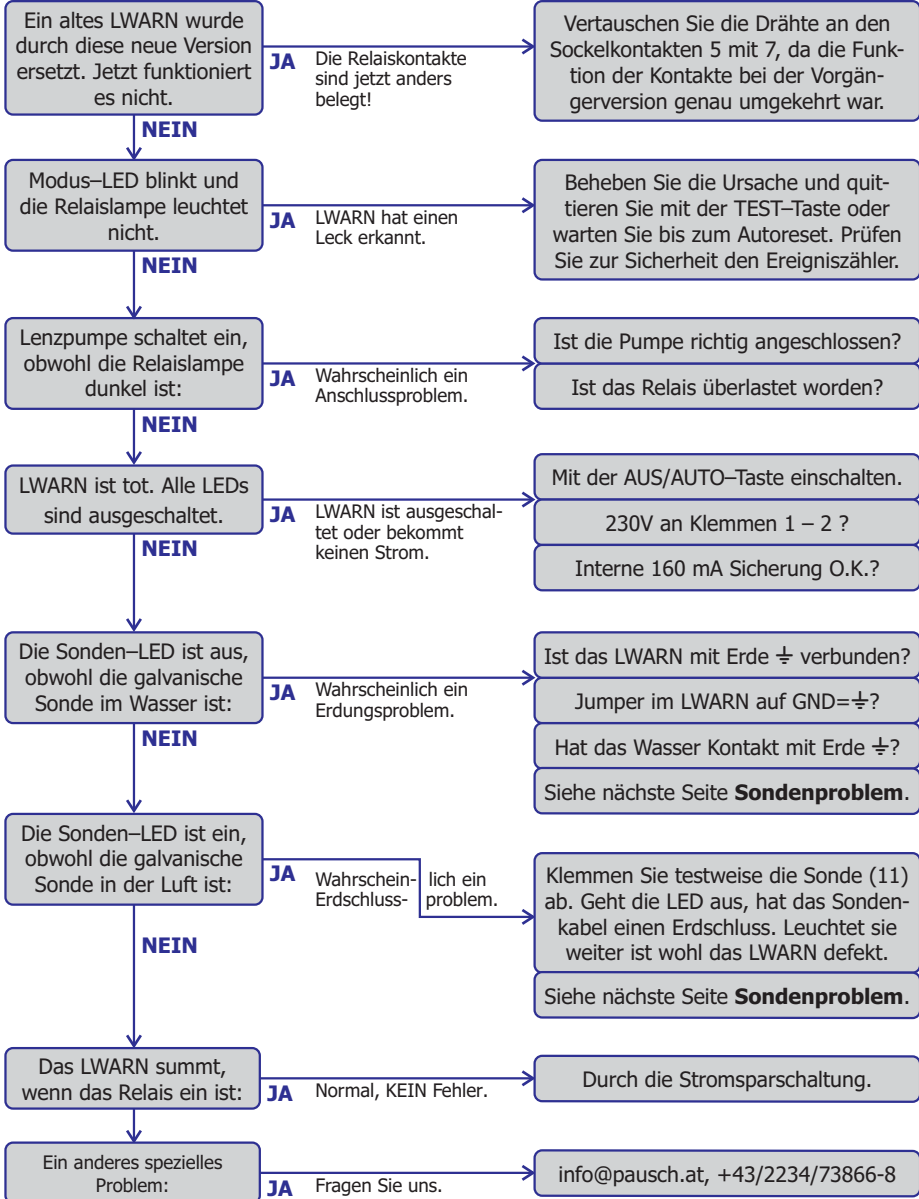 Ein altes LWARN wurde
durch diese neue Version
ersetzt. Jetzt funktioniert
es nicht.
JA
Die Relaiskontakte
sind jetzt anders
belegt!
Vertauschen Sie die Drähte an den
Sockelkontakten 5 mit 7, da die Funk-
tion der Kontakte bei der Vorgän-
gerversion genau umgekehrt war.
NEIN
Modus–LED blinkt und
die Relaislampe leuchtet
nicht.
JA
LWARN hat einen
Leck erkannt.
Beheben Sie die Ursache und quit-
tieren Sie mit der TEST–Taste oder
warten Sie bis zum Autoreset. Prüfen
Sie zur Sicherheit den Ereigniszähler.
NEIN
Lenzpumpe schaltet ein,
obwohl die Relaislampe
dunkel ist:
JA
Wahrscheinlich ein
Anschlussproblem.
Ist die Pumpe richtig angeschlossen?
Ist das Relais überlastet worden?
NEIN
LWARN ist tot. Alle LEDs
sind ausgeschaltet.
JA
LWARN ist ausgeschal-
tet oder bekommt
keinen Strom.
Mit der AUS/AUTO–Taste einschalten.
230V an Klemmen 1 – 2 ?
Interne 160 mA Sicherung O.K.?
NEIN
Die Sonden–LED ist aus,
obwohl die galvanische
Sonde im Wasser ist:
JA
Wahrscheinlich ein
Erdungsproblem.
Ist das LWARN mit Erde ⏚ verbunden?
Jumper im LWARN auf GND=⏚?
Hat das Wasser Kontakt mit Erde ⏚?
Siehe nächste Seite Sondenproblem.
NEIN
Die Sonden–LED ist ein,
obwohl die galvanische
Sonde in der Luft ist:
JA
Wahrschein- lich ein
Erdschluss- problem.
Klemmen Sie testweise die Sonde (11)
ab. Geht die LED aus, hat das Sonden-
kabel einen Erdschluss. Leuchtet sie
weiter ist wohl das LWARN defekt.
Siehe nächste Seite Sondenproblem.
NEIN
Das LWARN summt,
wenn das Relais ein ist:
JA
Normal, KEIN Fehler.
Durch die Stromsparschaltung.
Ein anderes spezielles
Problem:
JA
Fragen Sie uns.
info@pausch.at, +43/2234/73866-8